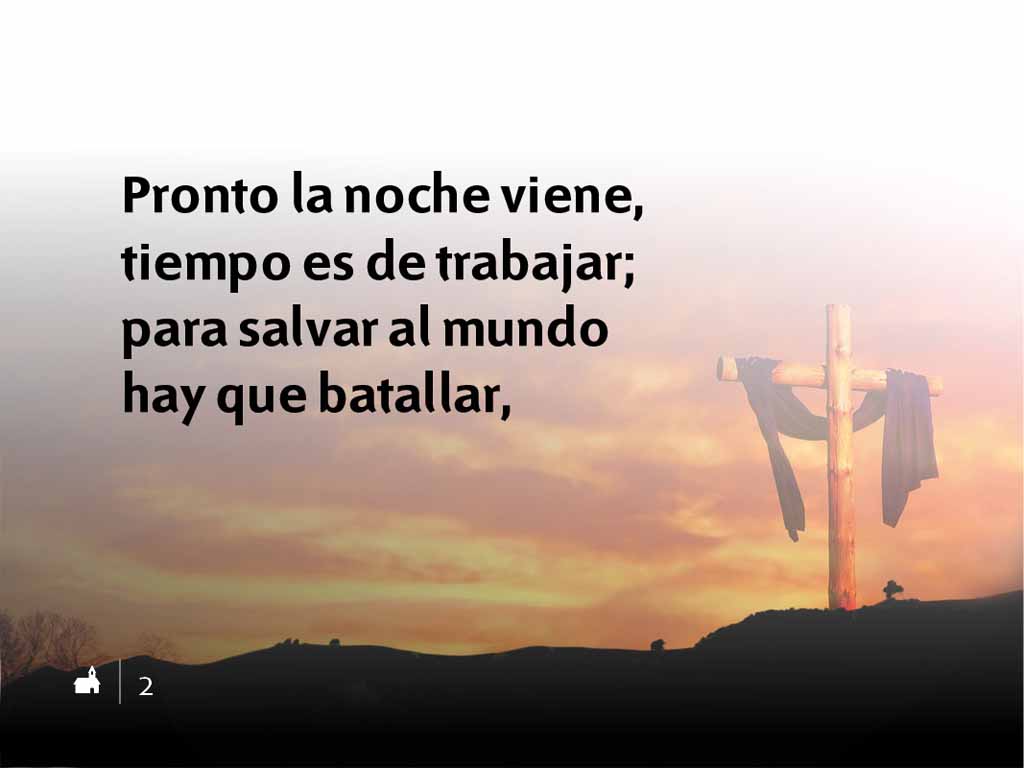 Pronto la noche viene,
tiempo es de trabajar;
para salvar al mundo
hay que batallar,
2